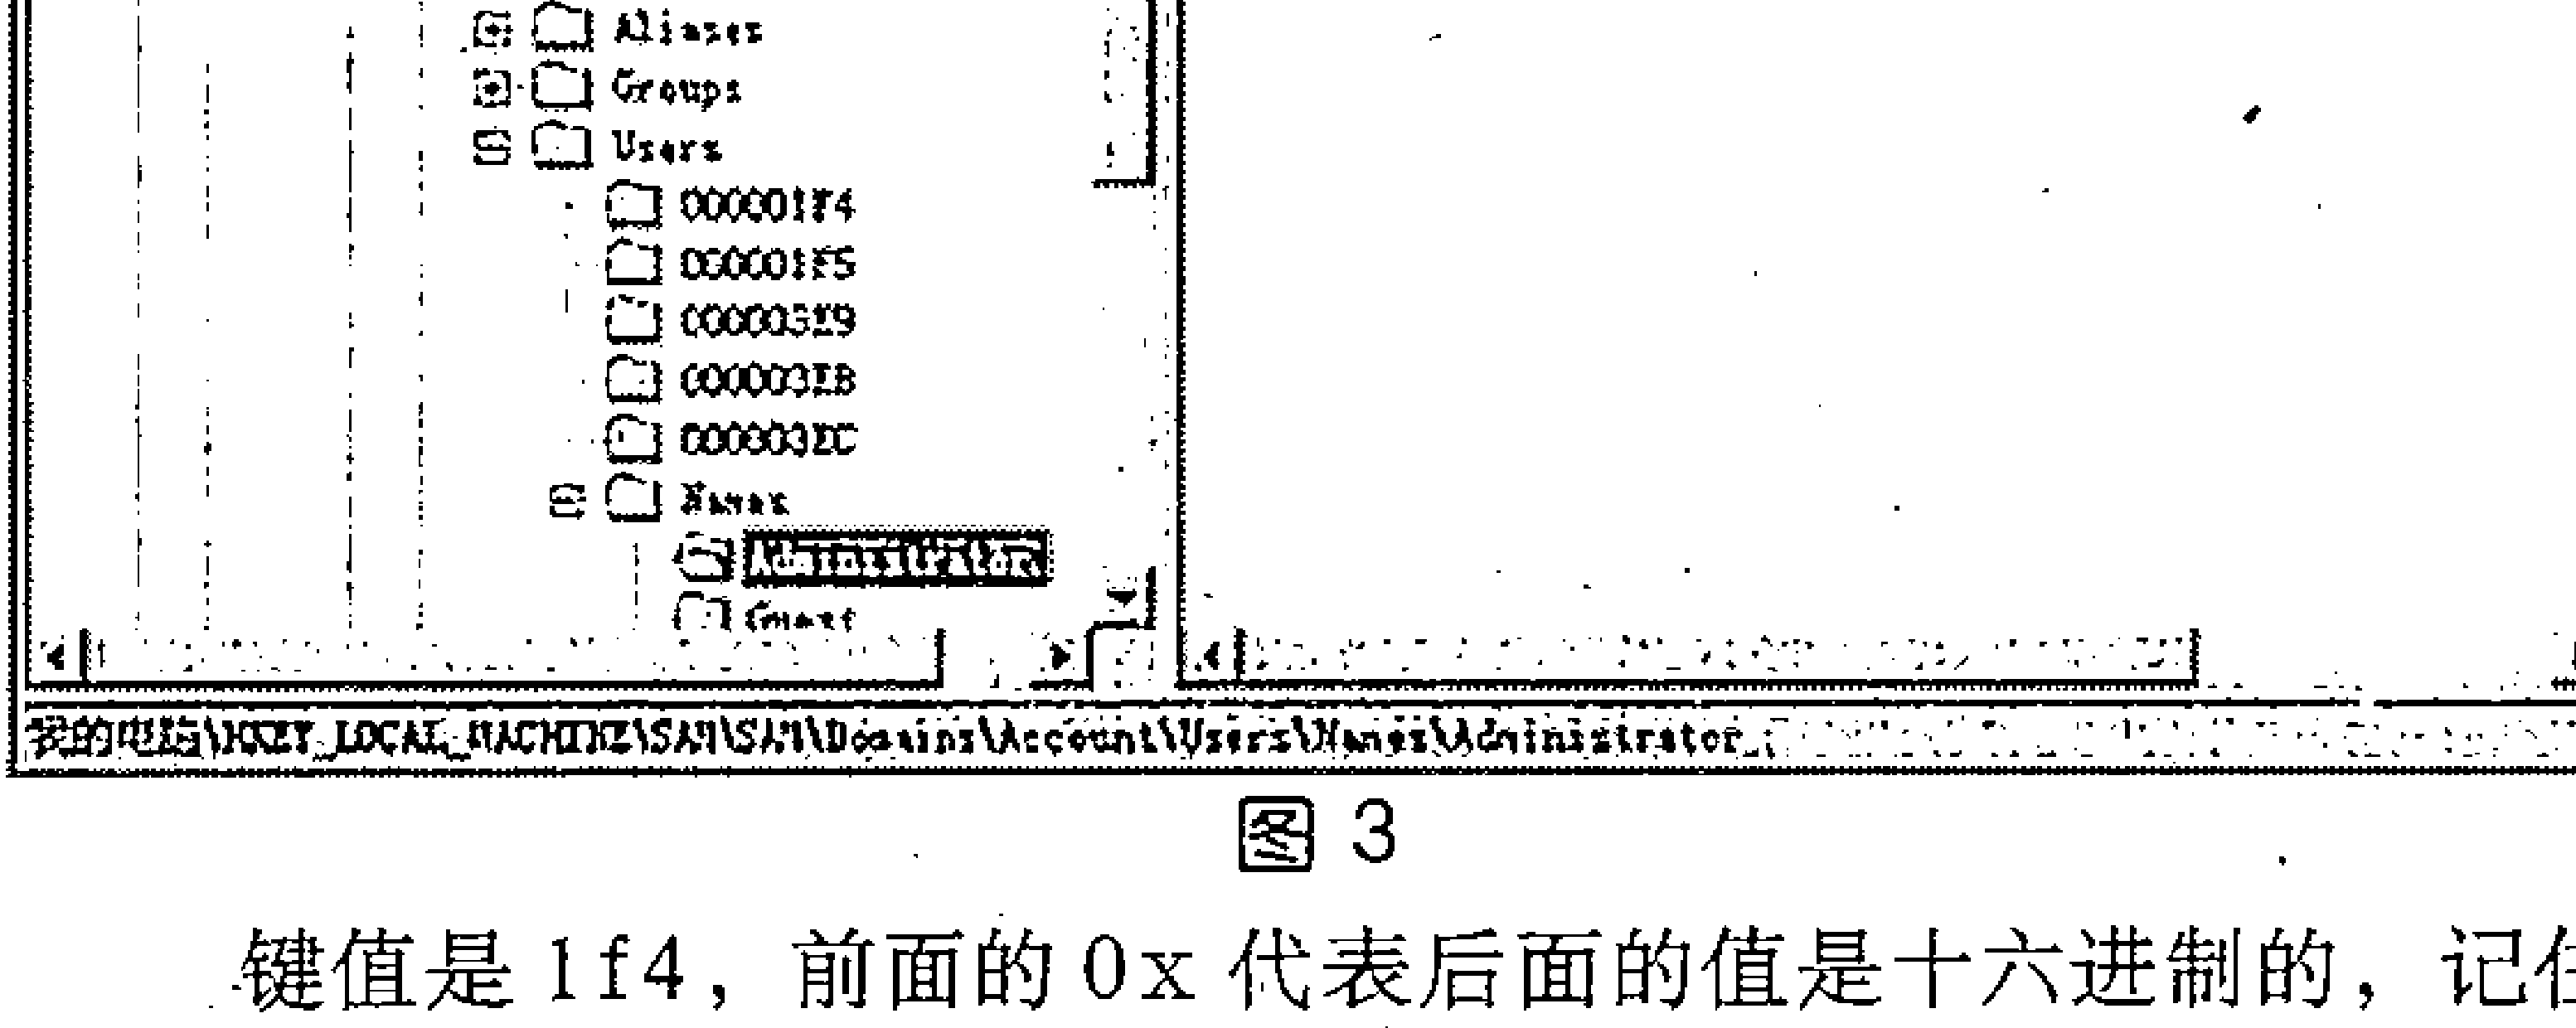 Aliases
Groups
Users
000001F4
000001F5
000003E9
000003EB
000003EC
Names
Administrator
Guest
我的电脑\HKEY_LOCAL_MACHINE\SAM\SAM\Domains\Account\Users\Names\Administrator
图 3
键值是 1f4，前面的 0x 代表后面的值是十六进制的，记住